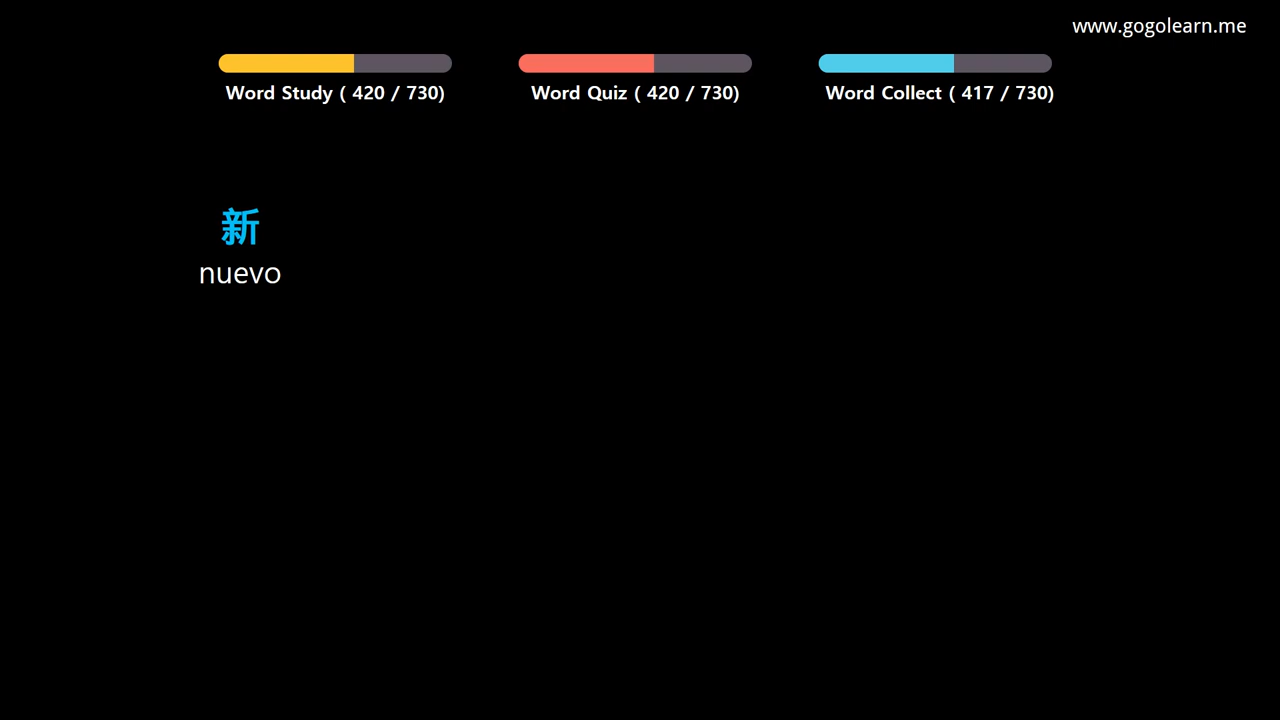 www.gogolearn.me
Word Study ( 420 / 730)
Word Quiz ( 420 / 730)
Word Collect ( 417 / 730)
新
nuevo